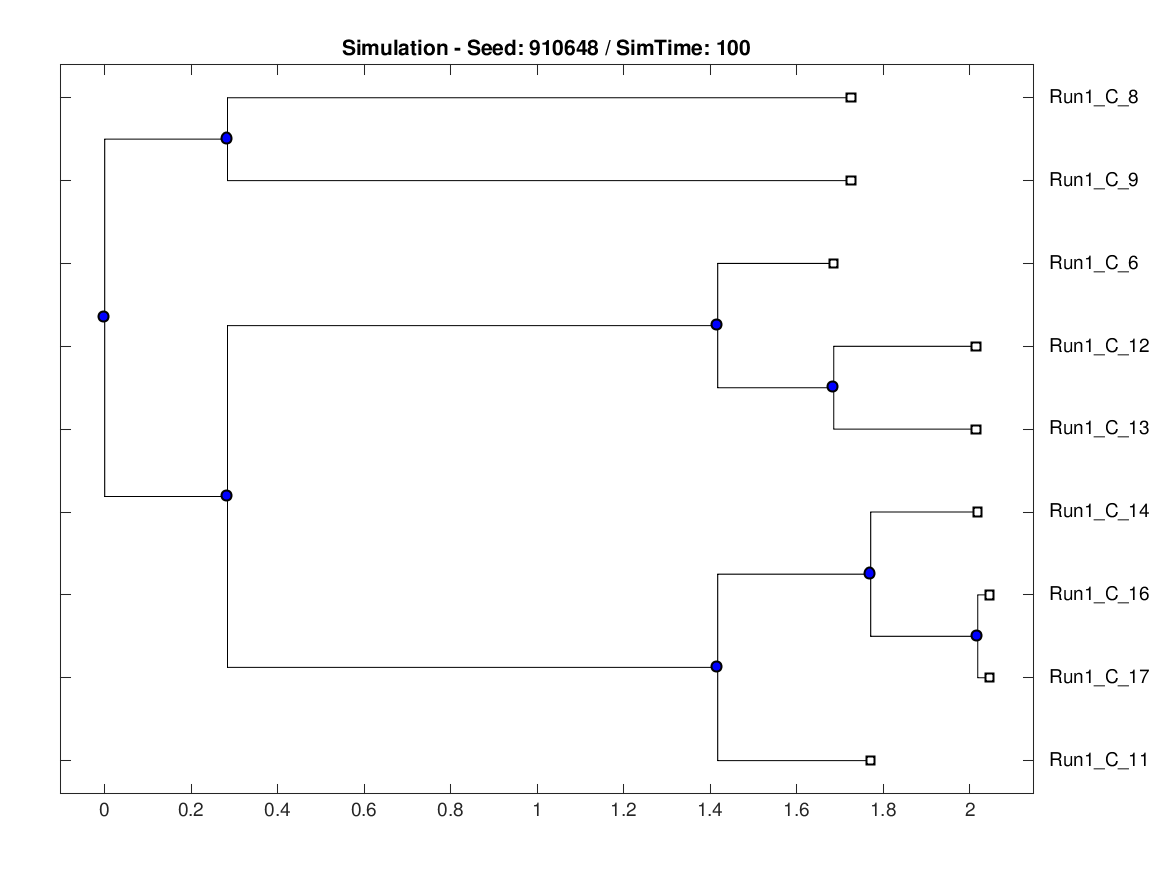 Simulation - Seed: 910648 / SimTime: 100
Run1_C_8
Run1_C_9
Run1_C_6
Run1_C_12
Run1_C_13
Run1_C_14
Run1_C_16
Run1_C_17
Run1_C_11
0 0.2 0.4 0.6 0.8 1 1.2 1.4 1.6 1.8 2